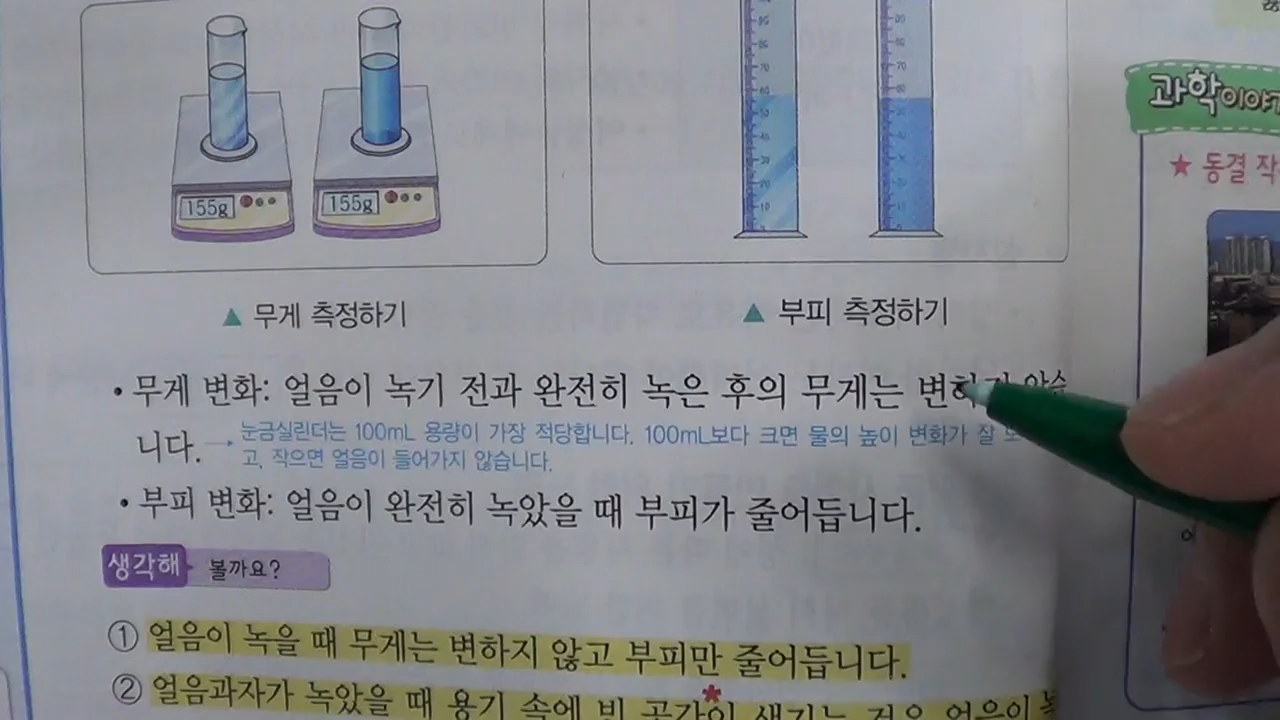 155g 155g
▲ 무게 측정하기
▲ 부피 측정하기
• 무게 변화: 얼음이 녹기 전과 완전히 녹은 후의 무게는
니다. → 눈금실린더는 100mL 용량이 가장 적당합니다. 100mL보다 크면 물의 높이 변화가 잘
고, 작으면 얼음이 들어가지 않습니다.
• 부피 변화: 얼음이 완전히 녹았을 때 부피가 줄어듭니다.
생각해 볼까요?
① 얼음이 녹을 때 무게는 변하지 않고 부피만 줄어듭니다.
② 얼음과자가 녹았을 때 용기 속에 빈 공간이 생기는 것은 얼음이
과학이야기
★ 동결